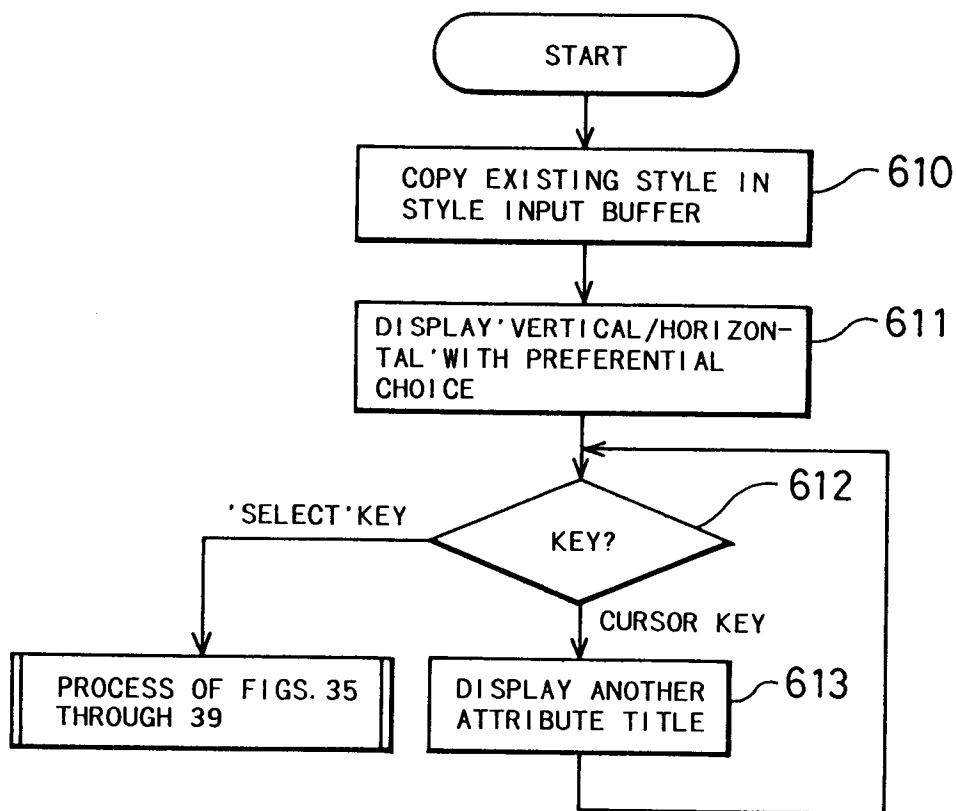 START
COPY EXISTING STYLE IN
STYLE INPUT BUFFER
610
DISPLAY'VERTICAL/HORIZON-
TAL'WITH PREFERENTIAL
CHOICE
611
612
'SELECT'KEY
KEY?
CURSOR KEY
PROCESS OF FIGS.35
THROUGH 39
DISPLAY ANOTHER
ATTRIBUTE TITLE
613